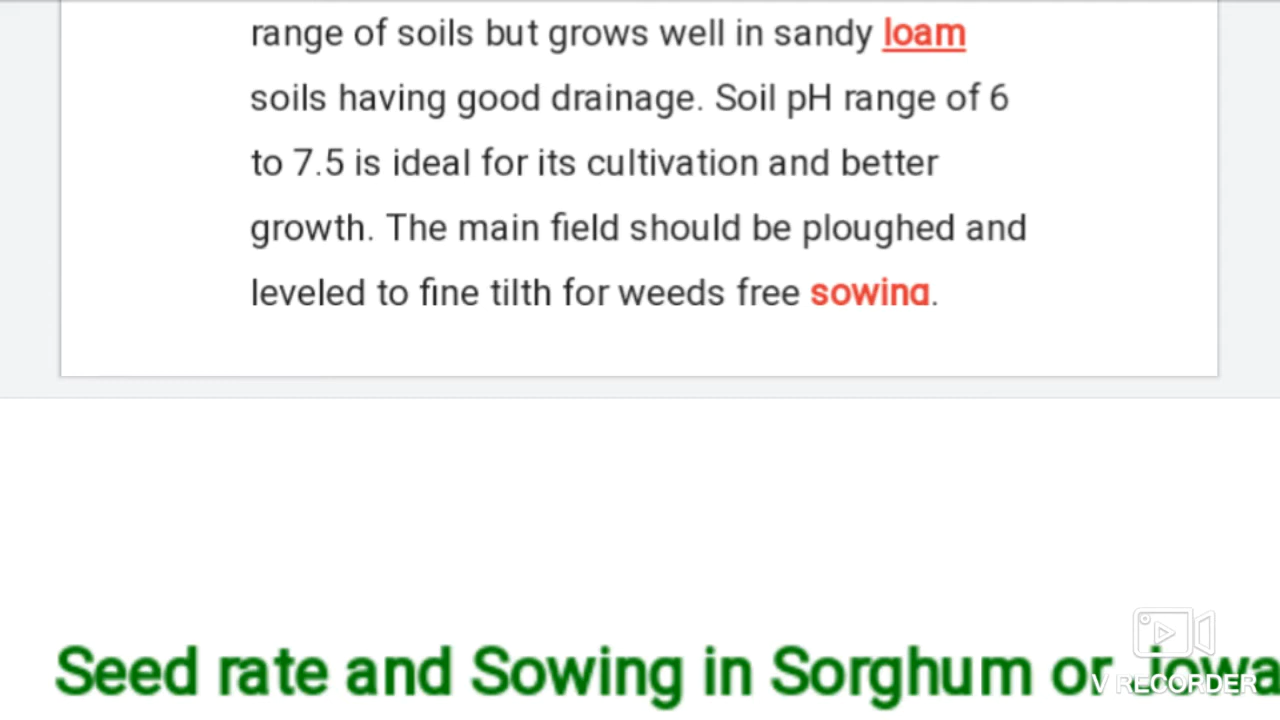 range of soils but grows well in sandy loam
soils having good drainage. Soil pH range of 6
to 7.5 is ideal for its cultivation and better
growth. The main field should be ploughed and
leveled to fine tilth for weeds free sowing.
Seed rate and Sowing in Sorghum or jowa
V RECORDER